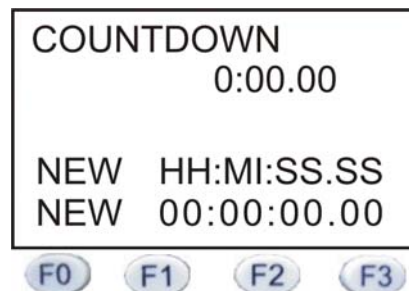 COUNTDOWN
0:00.00
NEW HH:MI:SS.SS
NEW 00:00:00.00
F0 F1 F2 F3